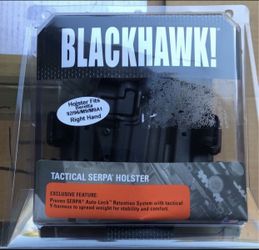 BLACKHAWK!
Holster Fits
Beretta
92/96/M9/M9A1
Right Hand
TACTICAL SERPA® HOLSTER
EXCLUSIVE FEATURE:
Proven SERPA® Auto Lock™ Retention System with tactical
Y-harness to spread weight for stability and comfort.